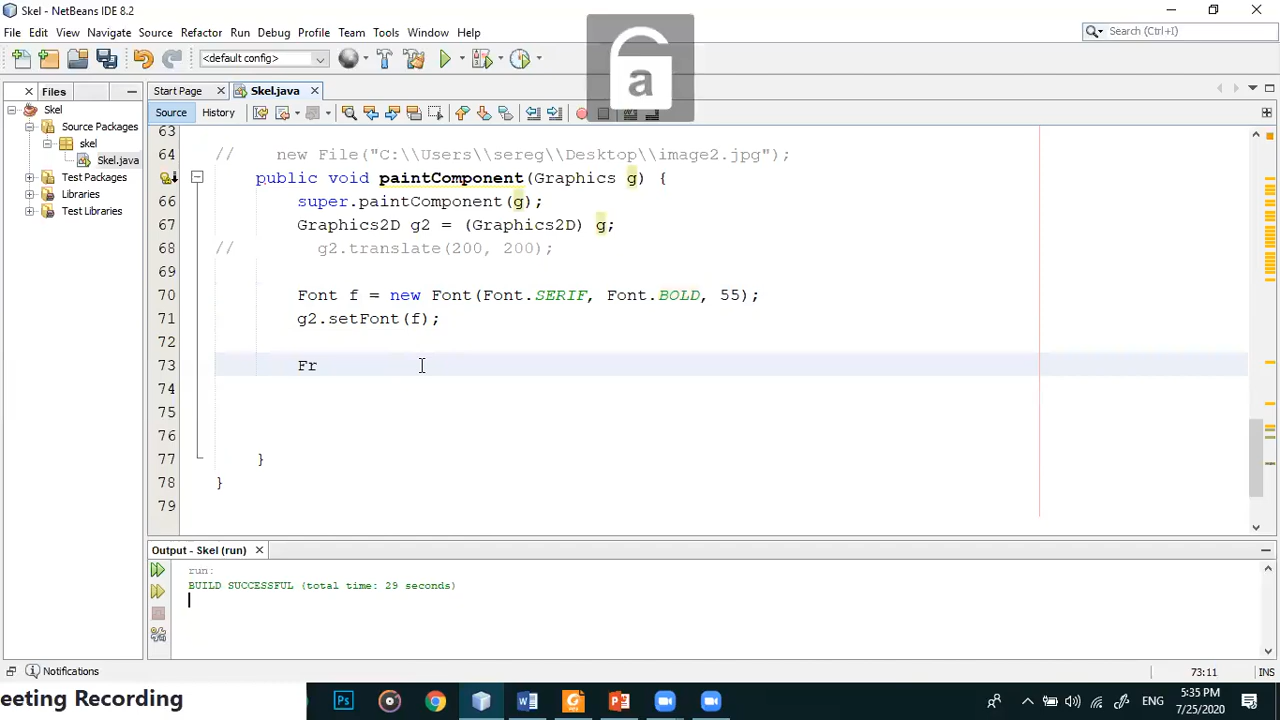 Skel - NetBeans IDE 8.2
File Edit View Navigate Source Refactor Run Debug Profile Team Tools Window Help
Search (Ctrl+I)
<default config>
a
Files
Start Page
Skel.java
Source
History
Skel
Source Packages
skel
Skel.java
Test Packages
Libraries
Test Libraries
63
64 // new File("C:\\Users\\sereg\\Desktop\\image2.jpg");
public void paintComponent(Graphics g) {
66 super.paintComponent(g);
67 Graphics2D g2 = (Graphics2D) g;
68 // g2.translate(200, 200);
69
70 Font f = new Font(Font.SERIF, Font.BOLD, 55);
71 g2.setFont(f);
72
73 Fr
74
75
76
77 }
78 }
79
Output - Skel (run)
run:
BUILD SUCCESSFUL (total time: 29 seconds)
Notifications
73:11
INS
eeting Recording
Ps
W
P
ENG
5:35 PM
7/25/2020